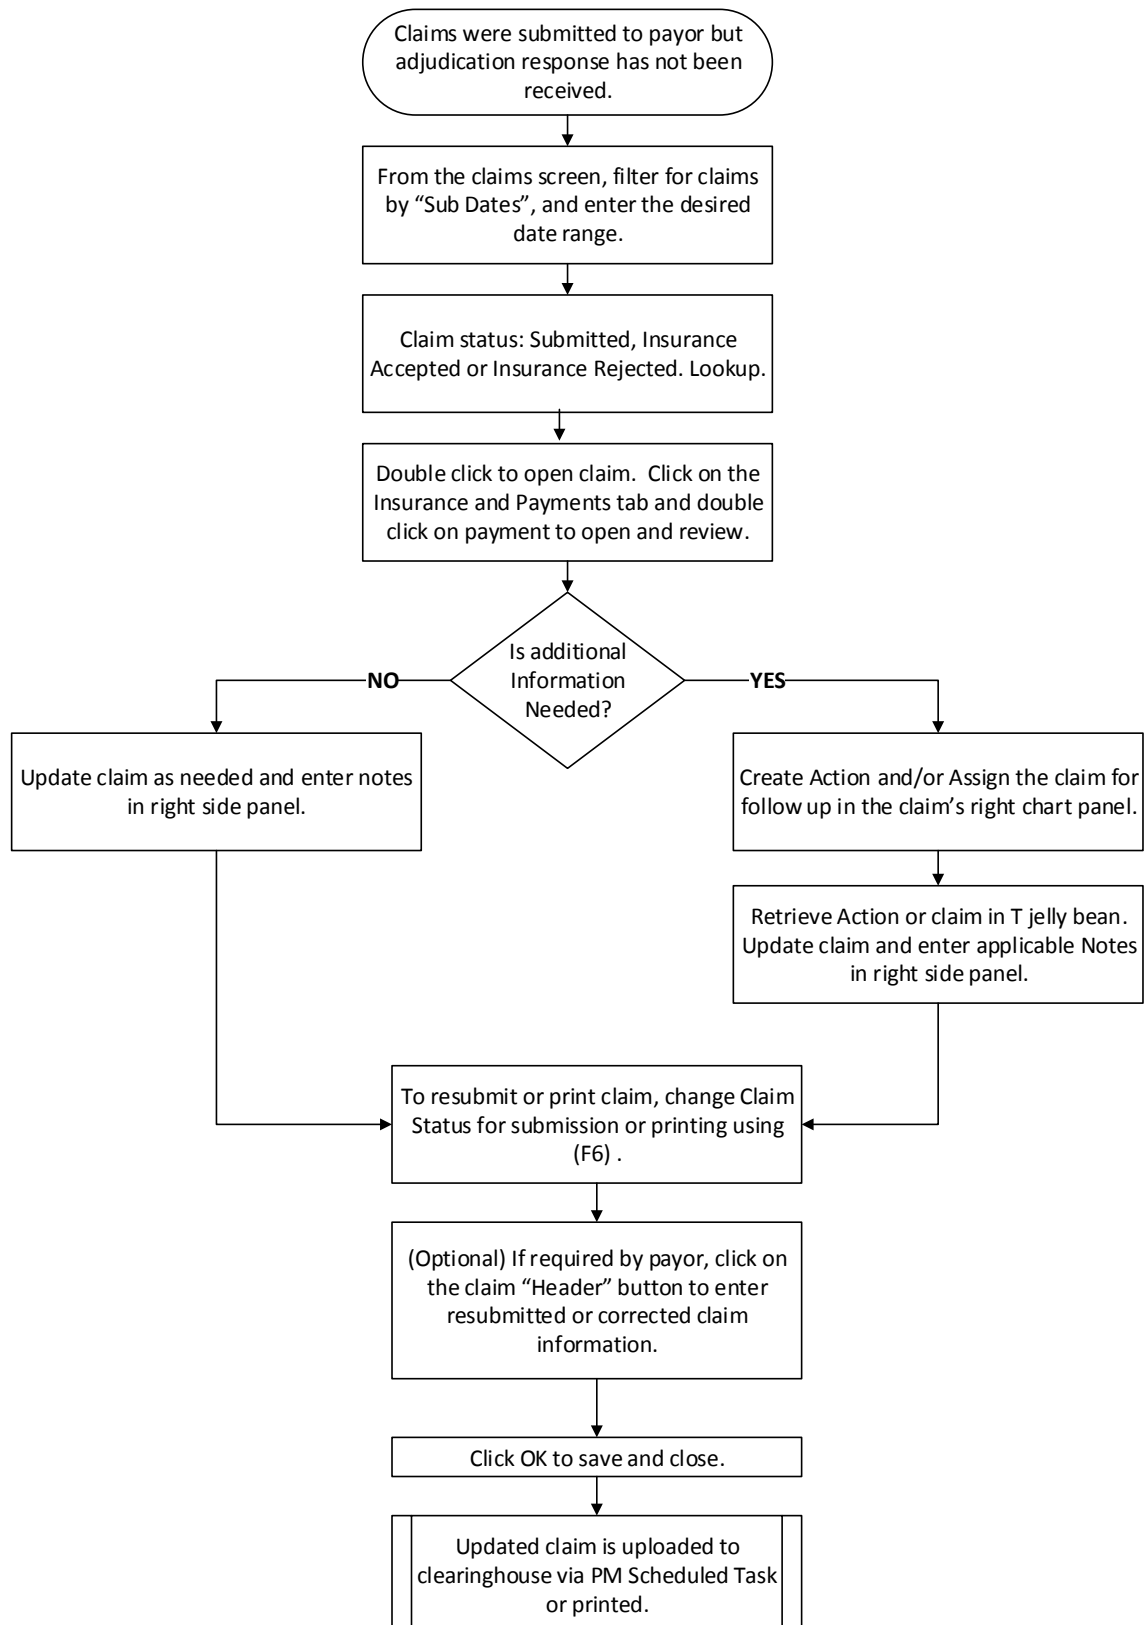 Claims were submitted to payor but
adjudication response has not been
received.
From the claims screen, filter for claims
by “Sub Dates”, and enter the desired
date range.
Claim status: Submitted, Insurance
Accepted or Insurance Rejected. Lookup.
Double click to open claim.  Click on the
Insurance and Payments tab and double
click on payment to open and review.
Is additional
Information
Needed?
NO
YES
Update claim as needed and enter notes
in right side panel.
Create Action and/or Assign the claim for
follow up in the claim’s right chart panel.
Retrieve Action or claim in T jelly bean.
Update claim and enter applicable Notes
in right side panel.
To resubmit or print claim, change Claim
Status for submission or printing using
(F6) .
(Optional) If required by payor, click on
the claim “Header” button to enter
resubmitted or corrected claim
information.
Click OK to save and close.
Updated claim is uploaded to
clearinghouse via PM Scheduled Task
or printed.